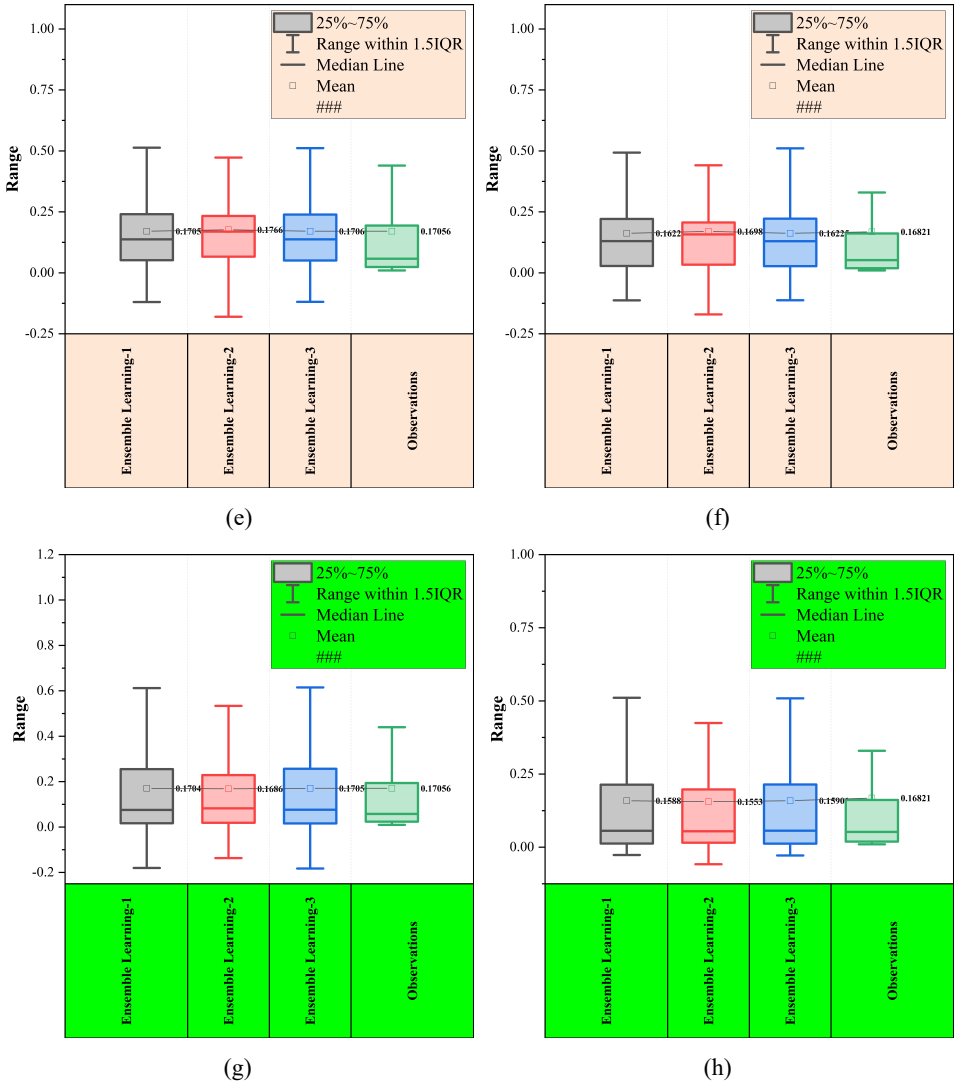 25%~75%
Range within 1.5IQR
Median Line
Mean
###
1.00
0.75
0.50
0.25
0.00
-0.25
Range
0.1705
0.1766
0.1706
0.17056
Ensemble Learning-1
Ensemble Learning-2
Ensemble Learning-3
Observations
(e)
25%~75%
Range within 1.5IQR
Median Line
Mean
###
1.00
0.75
0.50
0.25
0.00
-0.25
Range
0.1622
0.1698
0.16225
0.16821
Ensemble Learning-1
Ensemble Learning-2
Ensemble Learning-3
Observations
(f)
25%~75%
Range within 1.5IQR
Median Line
Mean
###
1.2
1.0
0.8
0.6
0.4
0.2
0.0
-0.2
Range
0.1704
0.1686
0.1705
0.17056
Ensemble Learning-1
Ensemble Learning-2
Ensemble Learning-3
Observations
(g)
25%~75%
Range within 1.5IQR
Median Line
Mean
###
1.00
0.75
0.50
0.25
0.00
Range
0.1588
0.1553
0.16821
Ensemble Learning-1
Ensemble Learning-2
Ensemble Learning-3
Observations
(h)